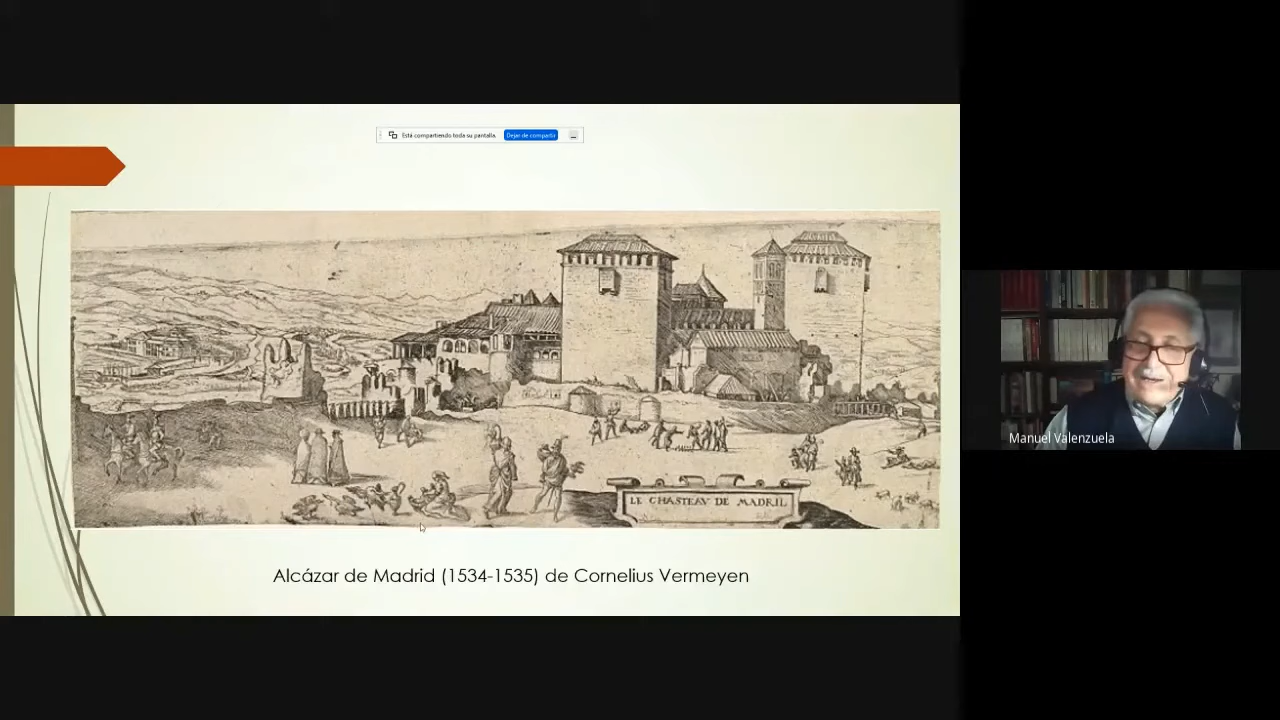 Está compartiendo toda su pantalla.
Dejar de compartir
LE CHASTEAV DE MADRIL
Alcázar de Madrid (1534-1535) de Cornelius Vermeyen
Manuel Valenzuela